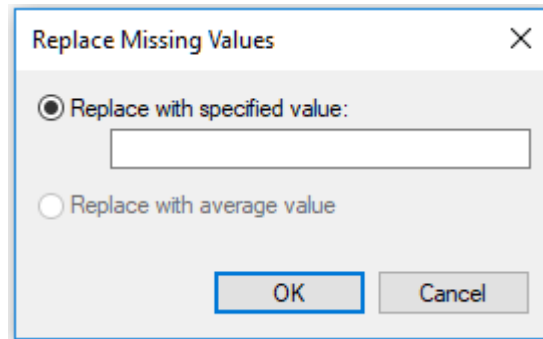 Replace Missing Values
Replace with specified value:
Replace with average value
OK Cancel